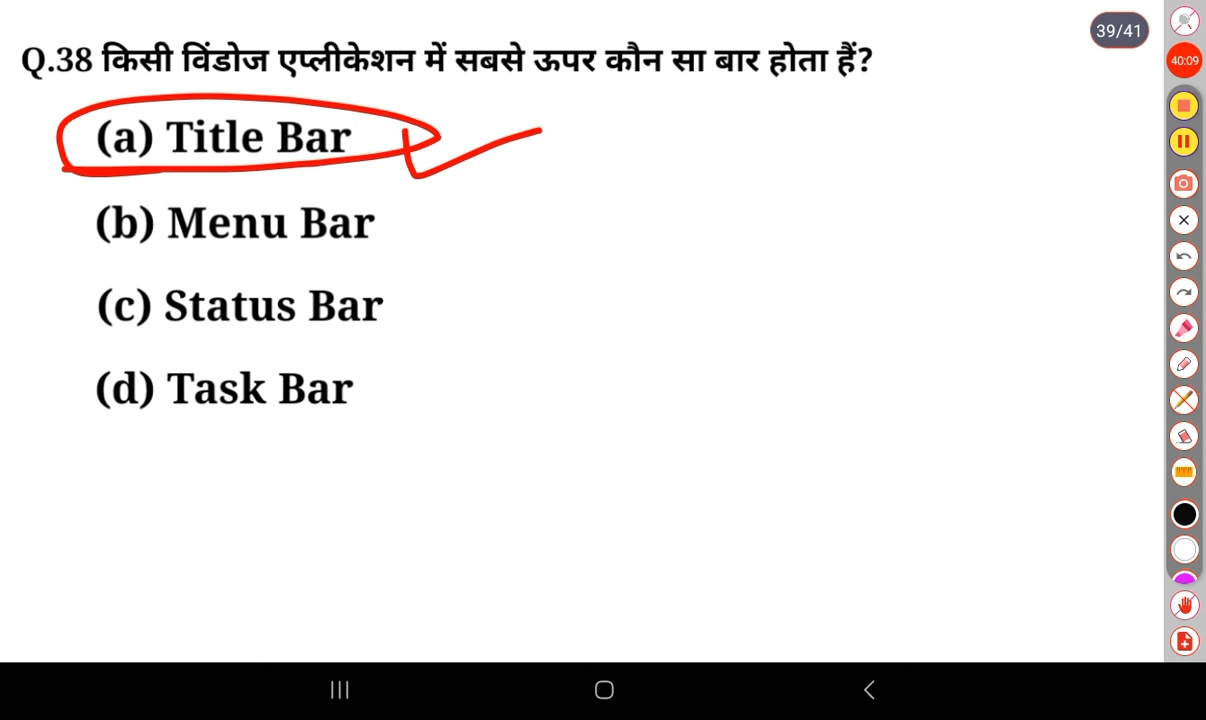 39/41
Q.38 किसी विंडोज एप्लीकेशन में सबसे ऊपर कौन सा बार होता हैं?
40:09
(a) Title Bar
(b) Menu Bar
(c) Status Bar
(d) Task Bar